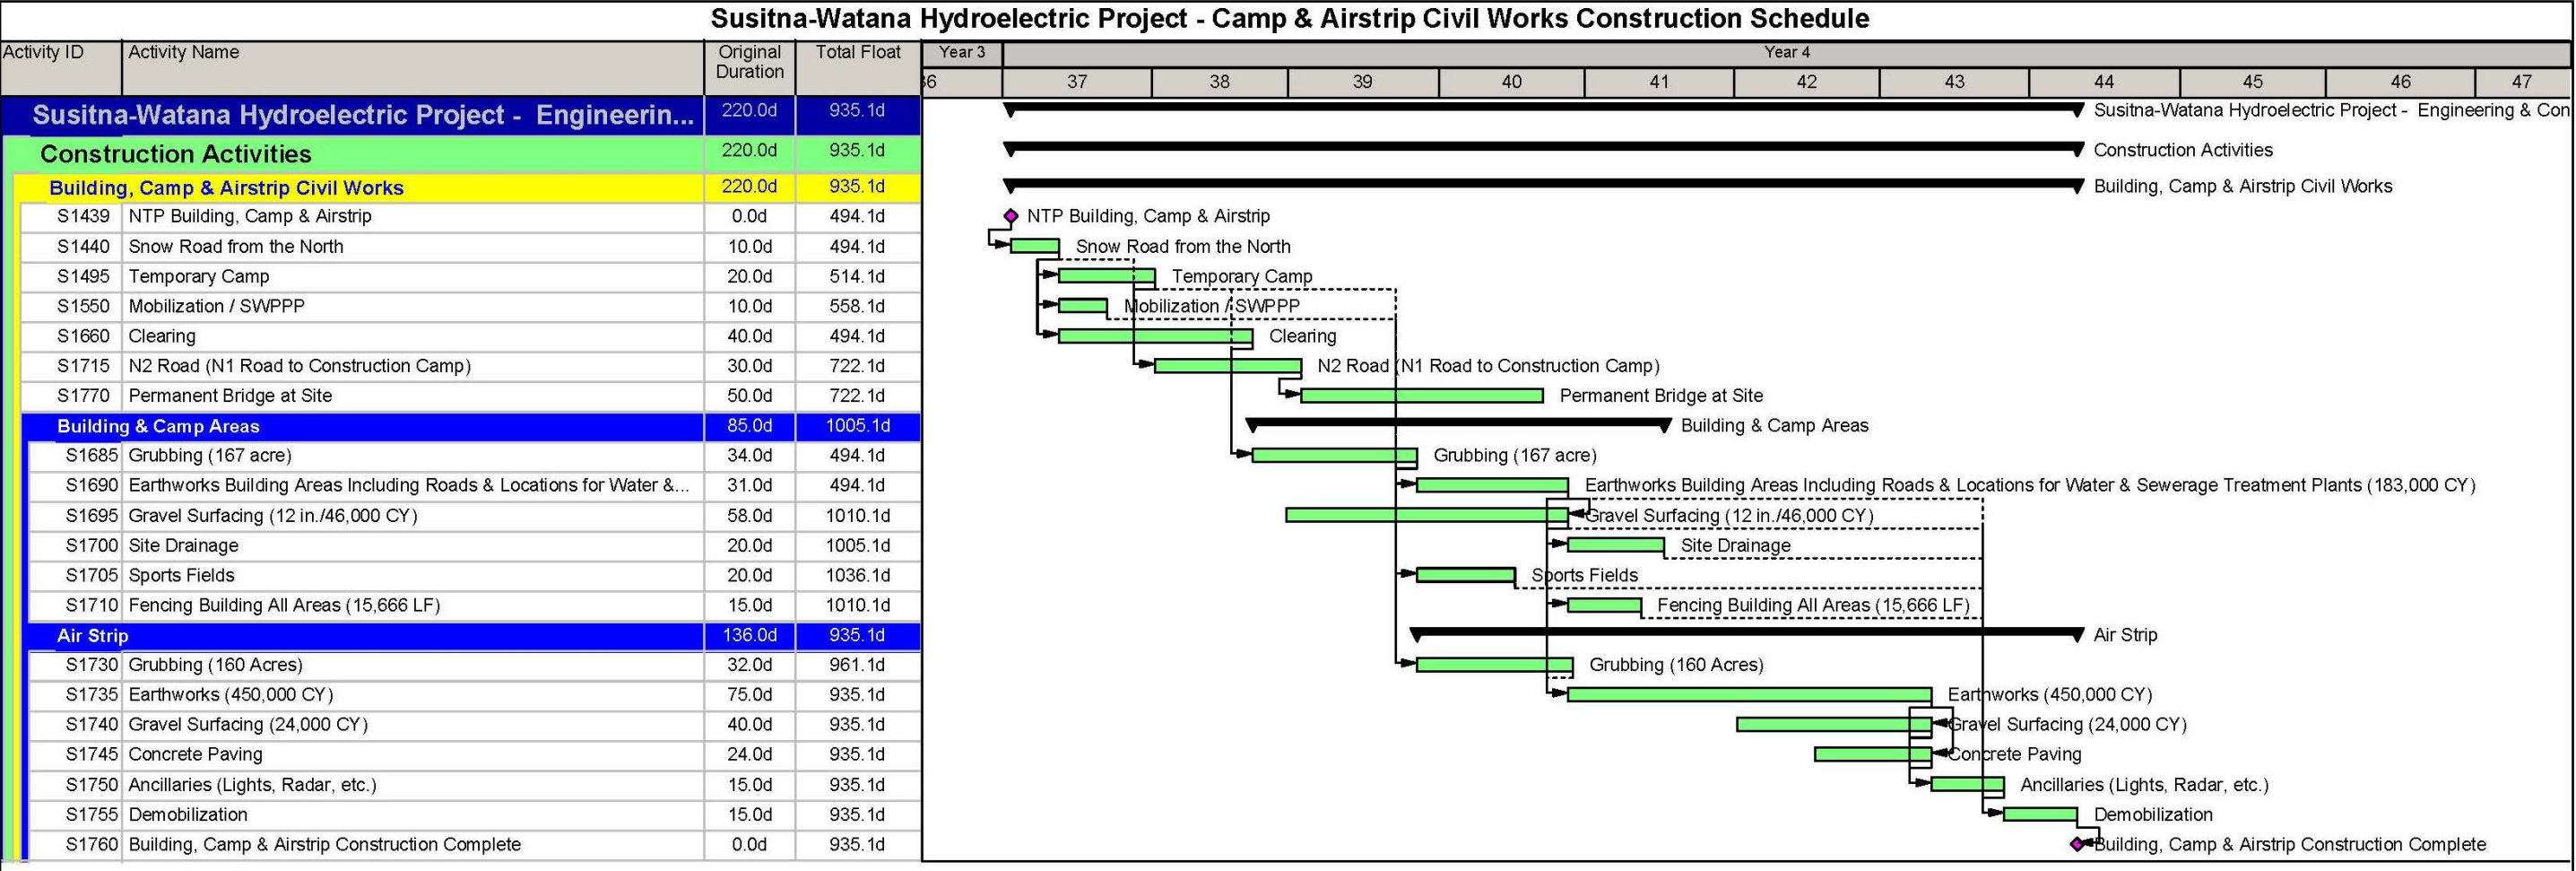 Susitna-Watana Hydroelectric Project - Camp & Airstrip Civil Works Construction Schedule
Activity ID Activity Name Original Duration Total Float Year 3 Year 4
36 37 38 39 40 41 42 43 44 45 46 47
Susitna-Watana Hydroelectric Project - Engineerin... 220.0d 935.1d Susitna-Watana Hydroelectric Project - Engineering & Con
Construction Activities 220.0d 935.1d Construction Activities
Building, Camp & Airstrip Civil Works 220.0d 935.1d Building, Camp & Airstrip Civil Works
S1439 NTP Building, Camp & Airstrip 0.0d 494.1d NTP Building, Camp & Airstrip
S1440 Snow Road from the North 10.0d 494.1d Snow Road from the North
S1495 Temporary Camp 20.0d 514.1d Temporary Camp
S1550 Mobilization / SWPPP 10.0d 558.1d Mobilization / SWPPP
S1660 Clearing 40.0d 494.1d Clearing
S1715 N2 Road (N1 Road to Construction Camp) 30.0d 722.1d N2 Road (N1 Road to Construction Camp)
S1770 Permanent Bridge at Site 50.0d 722.1d Permanent Bridge at Site
Building & Camp Areas 85.0d 1005.1d Building & Camp Areas
S1685 Grubbing (167 acre) 34.0d 494.1d Grubbing (167 acre)
S1690 Earthworks Building Areas Including Roads & Locations for Water &... 31.0d 494.1d Earthworks Building Areas Including Roads & Locations for Water & Sewerage Treatment Plants (183,000 CY)
S1695 Gravel Surfacing (12 in./46,000 CY) 58.0d 1010.1d Gravel Surfacing (12 in./46,000 CY)
S1700 Site Drainage 20.0d 1005.1d Site Drainage
S1705 Sports Fields 20.0d 1036.1d Sports Fields
S1710 Fencing Building All Areas (15,666 LF) 15.0d 1010.1d Fencing Building All Areas (15,666 LF)
Air Strip 136.0d 935.1d Air Strip
S1730 Grubbing (160 Acres) 32.0d 961.1d Grubbing (160 Acres)
S1735 Earthworks (450,000 CY) 75.0d 935.1d Earthworks (450,000 CY)
S1740 Gravel Surfacing (24,000 CY) 40.0d 935.1d Gravel Surfacing (24,000 CY)
S1745 Concrete Paving 24.0d 935.1d Concrete Paving
S1750 Ancillaries (Lights, Radar, etc.) 15.0d 935.1d Ancillaries (Lights, Radar, etc.)
S1755 Demobilization 15.0d 935.1d Demobilization
S1760 Building, Camp & Airstrip Construction Complete 0.0d 935.1d Building, Camp & Airstrip Construction Complete